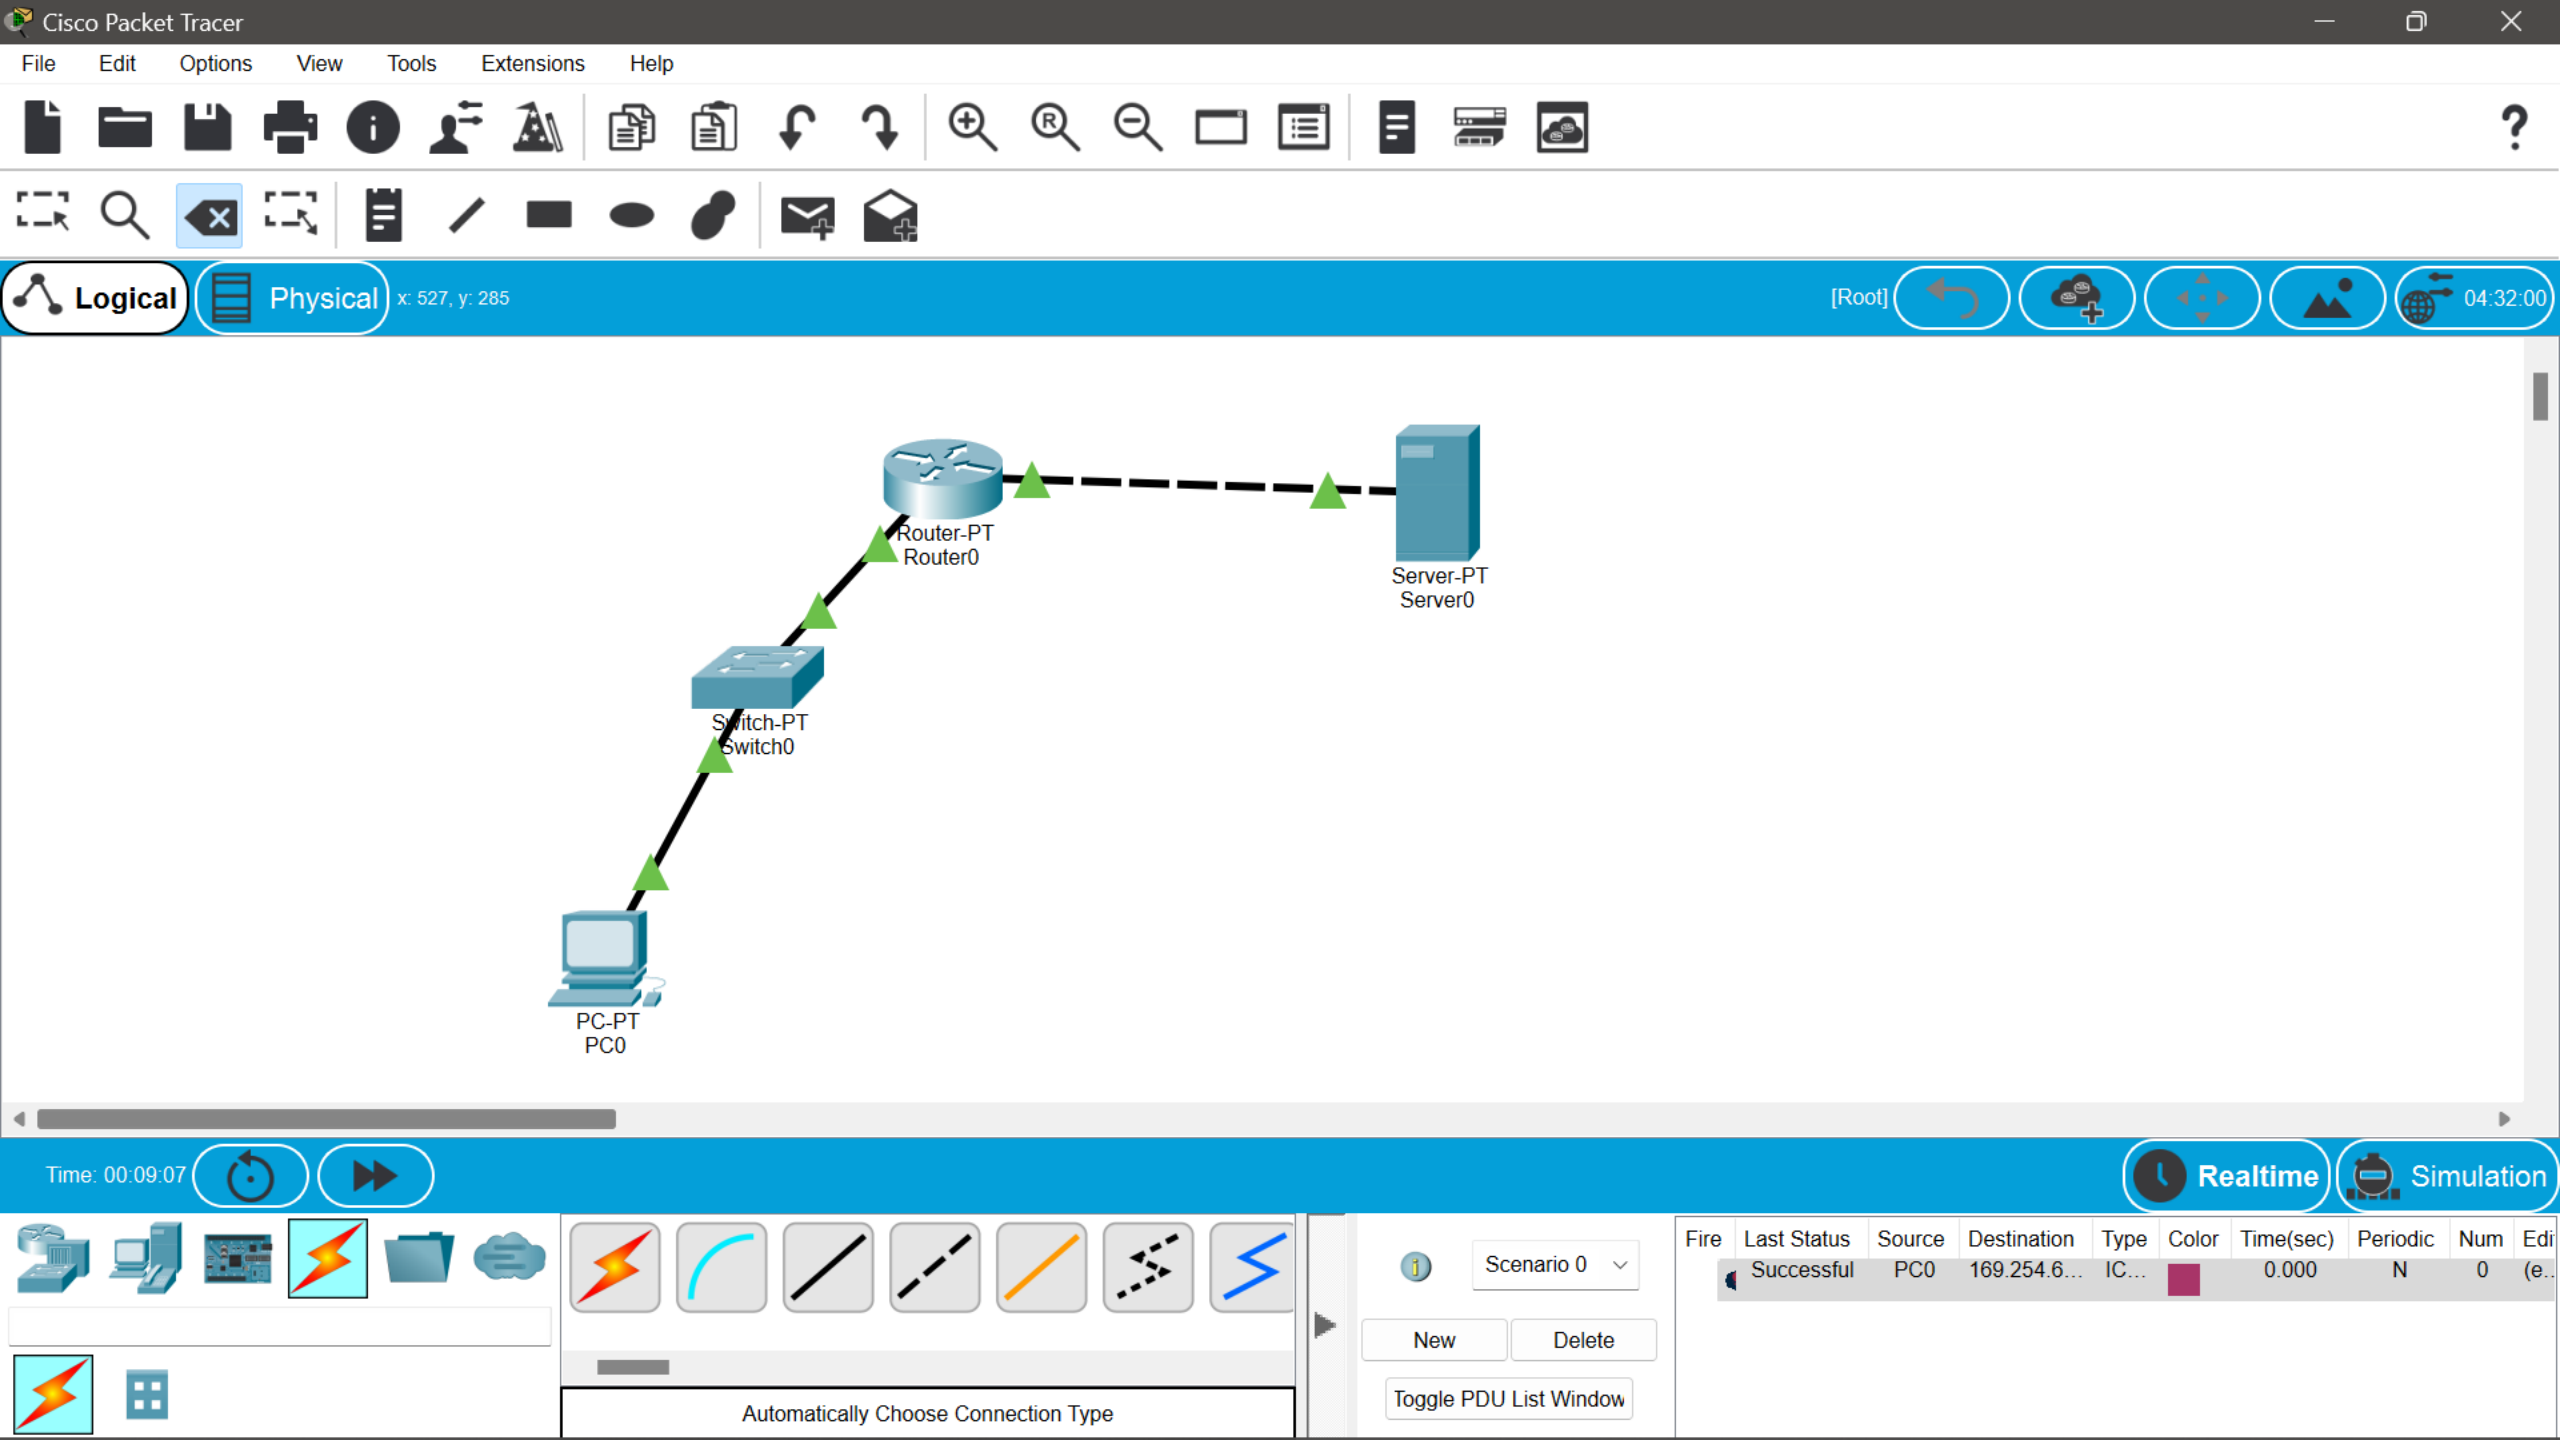 Cisco Packet Tracer
File Edit Options View Tools Extensions Help
Logical Physical x: 527, y: 285 [Root] 04:32:00
Router-PT
Router0
Server-PT
Server0
Switch-PT
Switch0
PC-PT
PC0
Time: 00:09:07 Realtime Simulation
Fire Last Status Source Destination Type Color Time(sec) Periodic Num Edi
Successful PC0 169.254.6... IC... 0.000 N 0 (e..
Scenario 0
New Delete
Toggle PDU List Window
Automatically Choose Connection Type